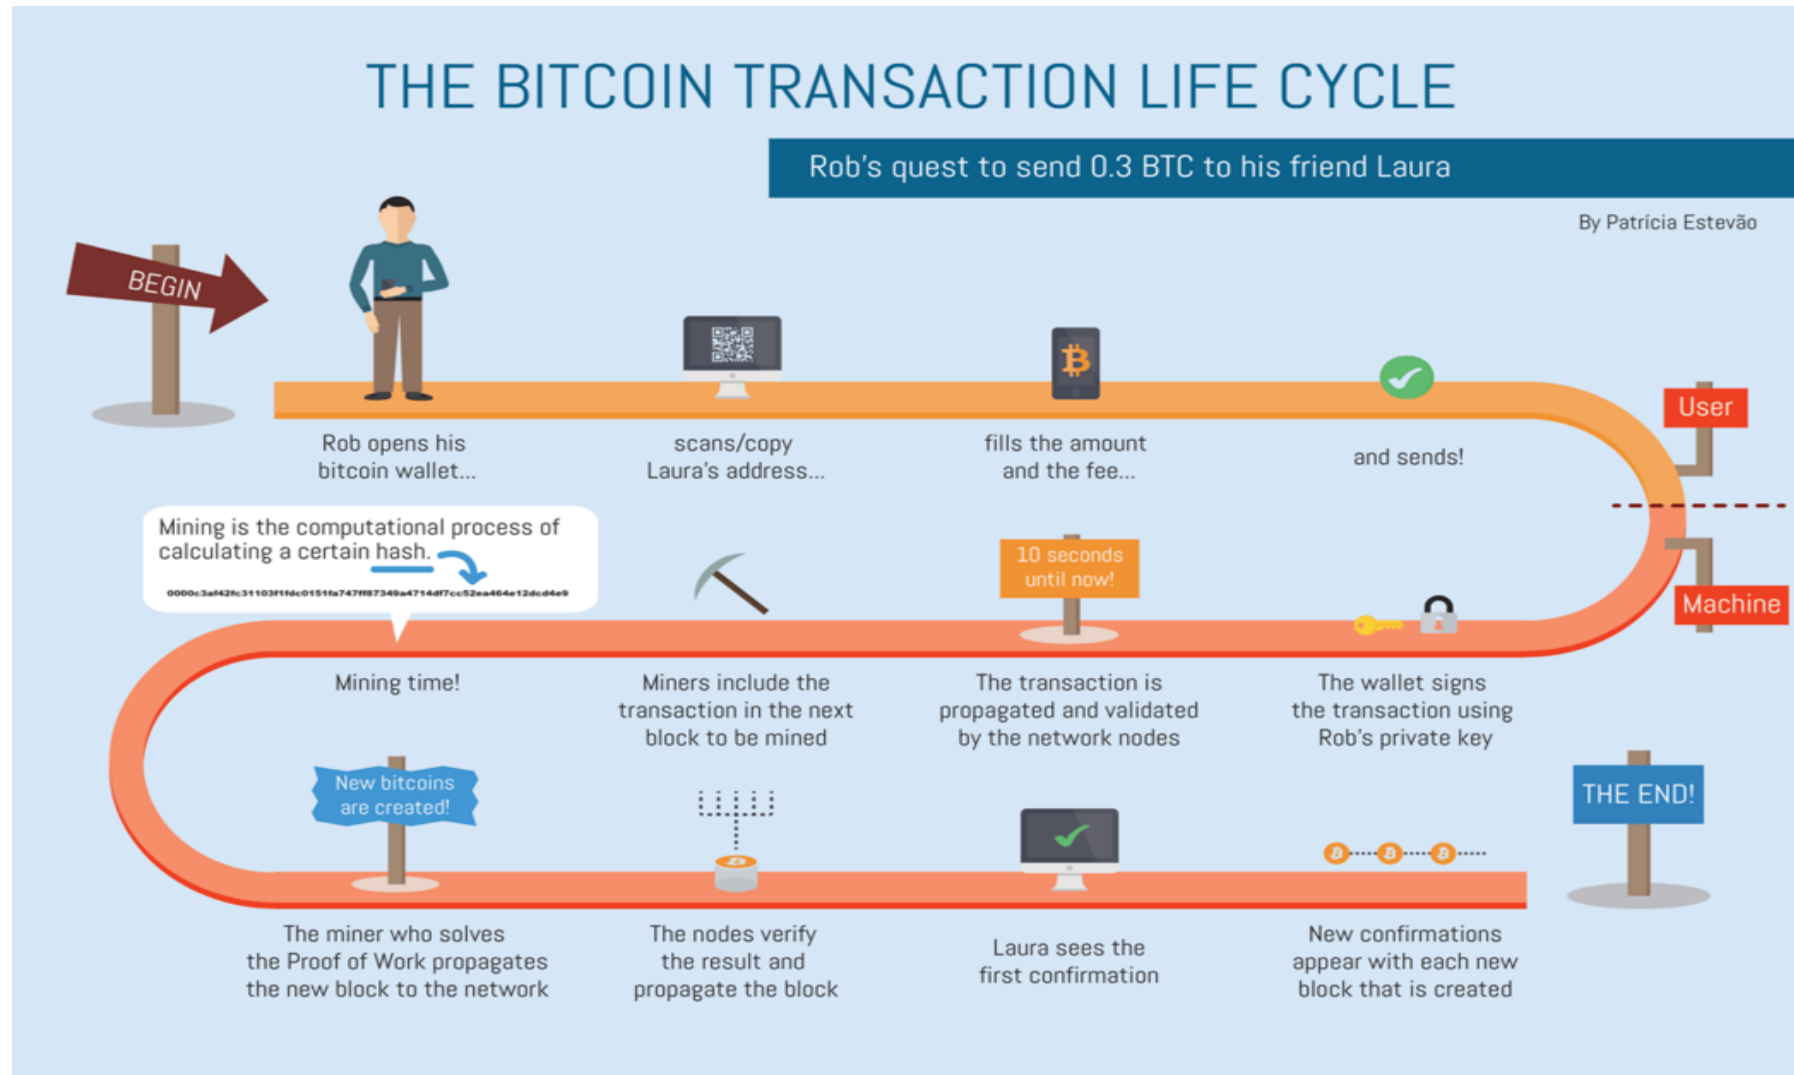 THE BITCOIN TRANSACTION LIFE CYCLE
Rob's quest to send 0.3 BTC to his friend Laura
By Patrícia Estevão
BEGIN
Rob opens his
bitcoin wallet...
scans/copy
Laura's address...
fills the amount
and the fee...
and sends!
User
Machine
The wallet signs
the transaction using
Rob's private key
10 seconds
until now!
The transaction is
propagated and validated
by the network nodes
Miners include the
transaction in the next
block to be mined
Mining is the computational process of
calculating a certain hash.
0000c3af42fc31103f1fdc0151fa747ff87349a4714df7cc52ea464e12dcd4e9
Mining time!
New bitcoins
are created!
The miner who solves
the Proof of Work propagates
the new block to the network
The nodes verify
the result and
propagate the block
Laura sees the
first confirmation
New confirmations
appear with each new
block that is created
THE END!